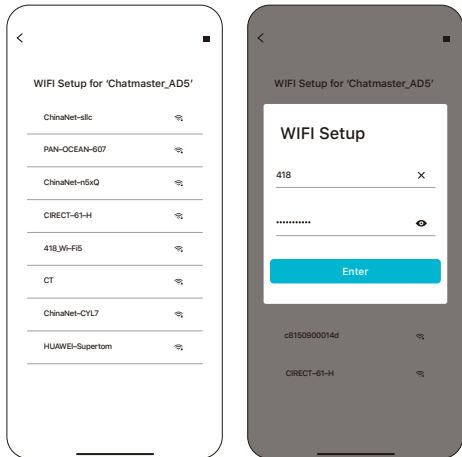 WIFI Setup for ‘Chatmaster_AD5’
ChinaNet–sllc
PAN–OCEAN–607
ChinaNet–n5xQ
CIRECT–61–H
418_Wi–Fi5
CT
ChinaNet–CYL7
HUAWEI–Supertom
WIFI Setup for ‘Chatmaster_AD5’
WIFI Setup
418
•••••••••••
Enter
c8150900014d
CIRECT–61–H